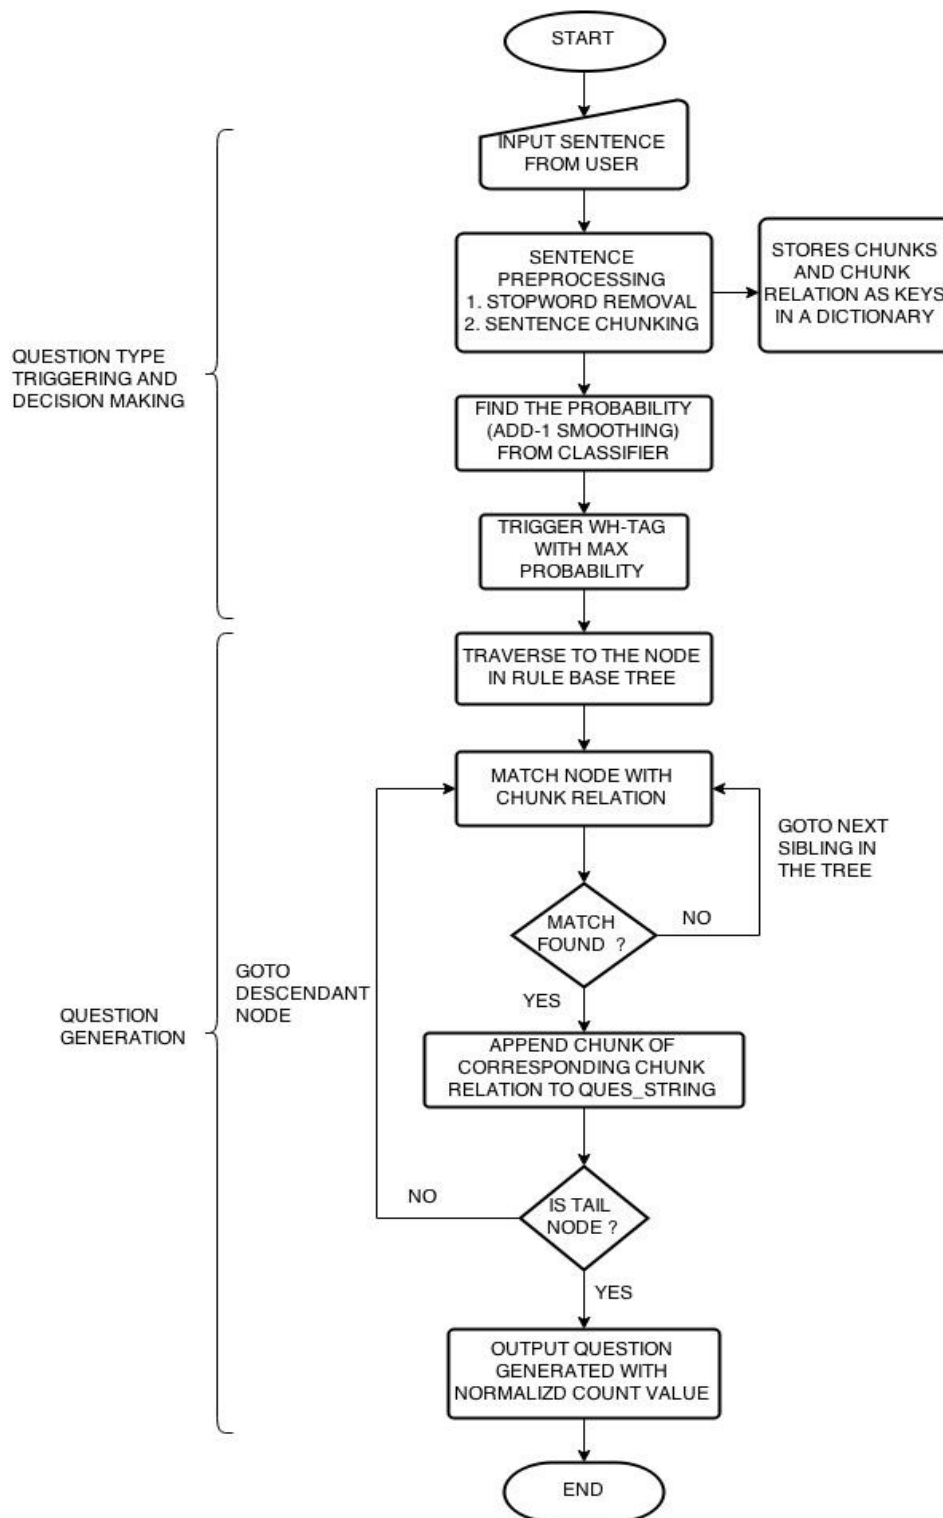 START
INPUT SENTENCE
FROM USER
SENTENCE
PREPROCESSING
1. STOPWORD REMOVAL
2. SENTENCE CHUNKING
STORES CHUNKS
AND CHUNK
RELATION AS KEYS
IN A DICTIONARY
QUESTION TYPE
TRIGGERING AND
DECISION MAKING
FIND THE PROBABILITY
(ADD-1 SMOOTHING)
FROM CLASSIFIER
TRIGGER WH-TAG
WITH MAX
PROBABILITY
TRAVERSE TO THE NODE
IN RULE BASE TREE
MATCH NODE WITH
CHUNK RELATION
GOTO NEXT
SIBLING IN
THE TREE
MATCH
FOUND ?
NO
GOTO
DESCENDANT
NODE
YES
QUESTION
GENERATION
APPEND CHUNK OF
CORRESPONDING CHUNK
RELATION TO QUES_STRING
NO
IS TAIL
NODE ?
YES
OUTPUT QUESTION
GENERATED WITH
NORMALIZD COUNT VALUE
END